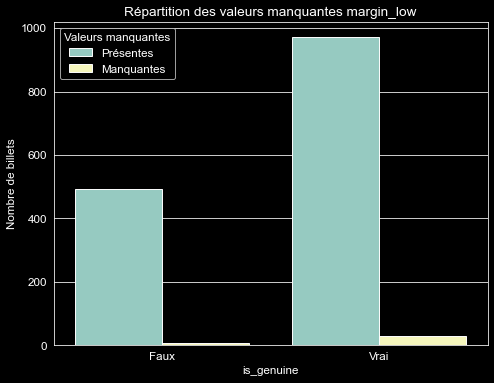 Répartition des valeurs manquantes margin_low
Valeurs manquantes
Présentes
Manquantes
1000
800
600
400
200
0
Nombre de billets
Faux
Vrai
is_genuine